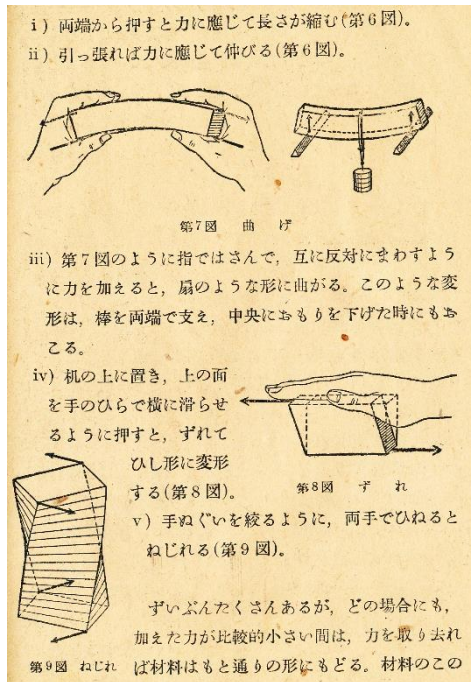 i) 両端から押すと力に應じて長さが縮む(第6図)。
ii) 引っ張れば力に應じて伸びる(第6図)。
第7図 曲げ
iii) 第7図のように指ではさんで，互に反対にまわすよう
に力を加えると，扇のような形に曲がる。このような変
形は，棒を両端で支え，中央におもりを下げた時にもお
こる。
iv) 机の上に置き，上の面
を手のひらで横に滑らせ
るように押すと，ずれて
ひし形に変形
する(第8図)。
第8図 ずれ
v) 手ぬぐいを絞るように，両手でひねると
ねじれる(第9図)。
ずいぶんたくさんあるが，どの場合にも，
加えた力が比較的小さい間は，力を取り去れ
第9図 ねじれ
ば材料はもと通りの形にもどる。材料のこの